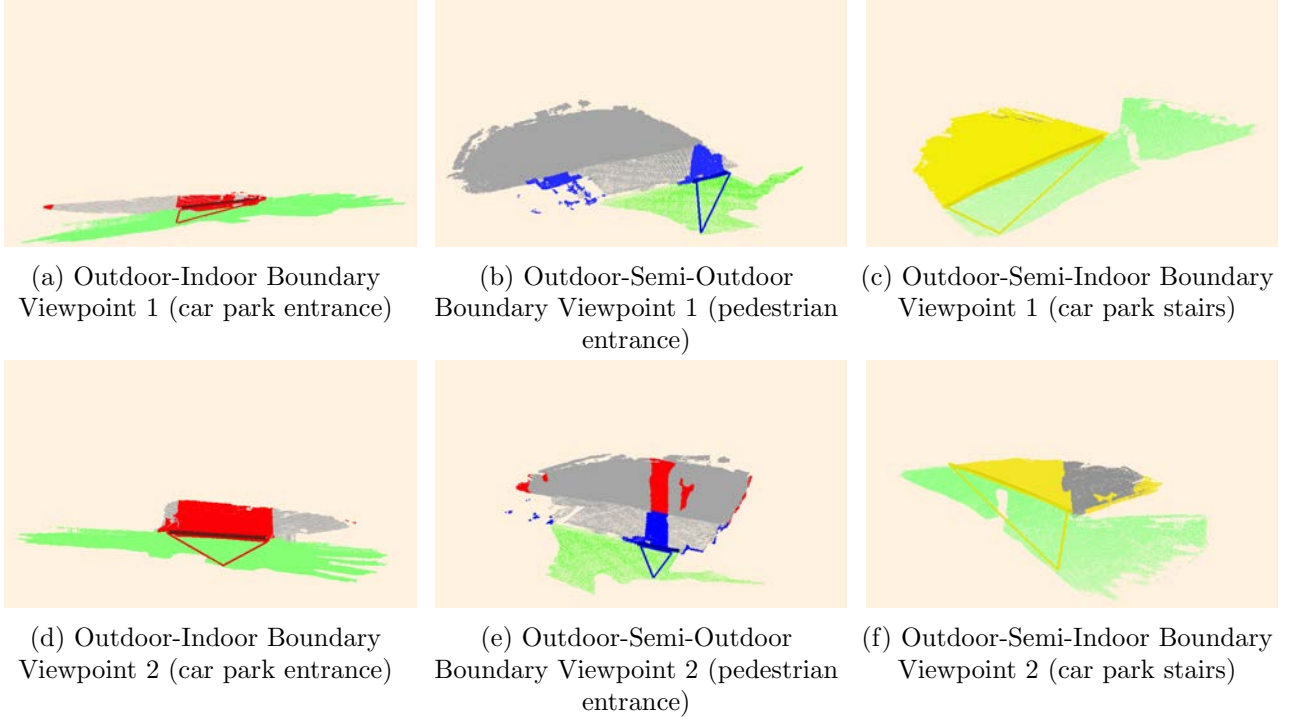 (a) Outdoor-Indoor Boundary
Viewpoint 1 (car park entrance)
(b) Outdoor-Semi-Outdoor
Boundary Viewpoint 1 (pedestrian
entrance)
(c) Outdoor-Semi-Indoor Boundary
Viewpoint 1 (car park stairs)
(d) Outdoor-Indoor Boundary
Viewpoint 2 (car park entrance)
(e) Outdoor-Semi-Outdoor
Boundary Viewpoint 2 (pedestrian
entrance)
(f) Outdoor-Semi-Indoor Boundary
Viewpoint 2 (car park stairs)